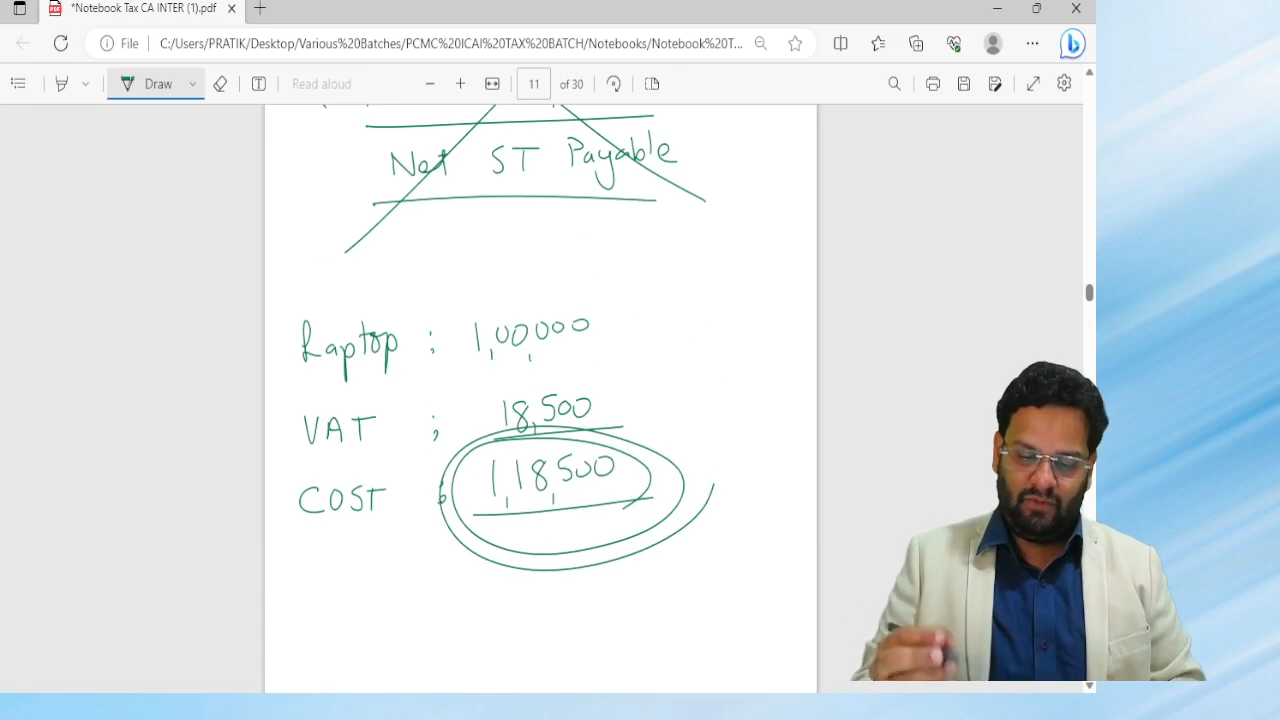 *Notebook Tax CA INTER (1).pdf
File C:/Users/PRATIK/Desktop/Various%20Batches/PCMC%20ICAI%20TAX%20BATCH/Notebooks/Notebook%20T...
Draw Read aloud 11 of 30
Net ST Payable
Laptop : 1,00,000
VAT : 18,500
COST : 1,18,500